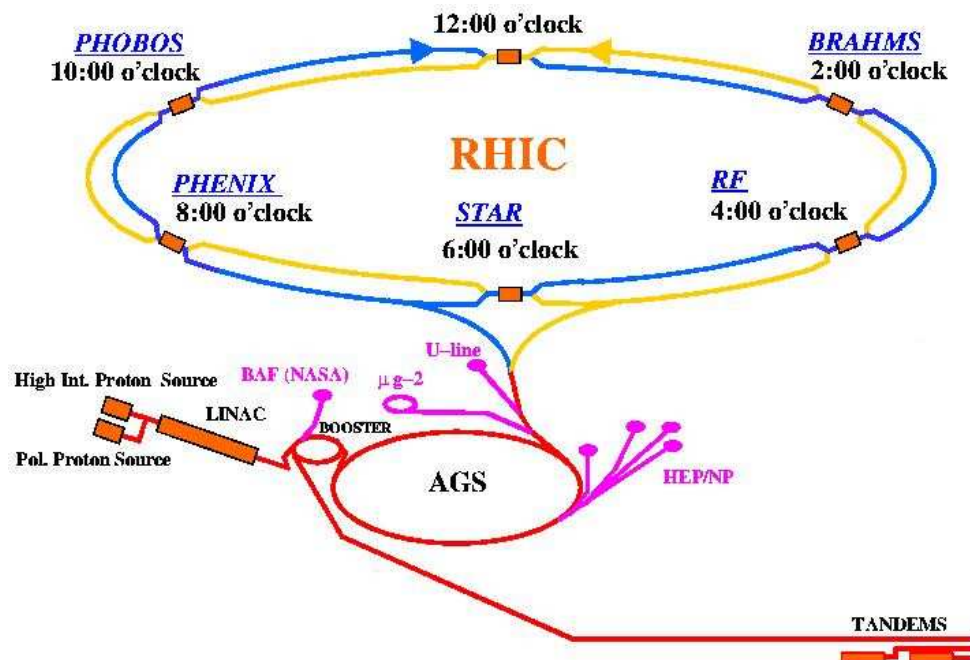 12:00 o'clock
PHOBOS
10:00 o'clock
BRAHMS
2:00 o'clock
RHIC
PHENIX
8:00 o'clock
STAR
6:00 o'clock
RF
4:00 o'clock
U-line
High Int. Proton Source
BAF (NASA)
μ g-2
LINAC
BOOSTER
Pol. Proton Source
AGS
HEP/NP
TANDEMS